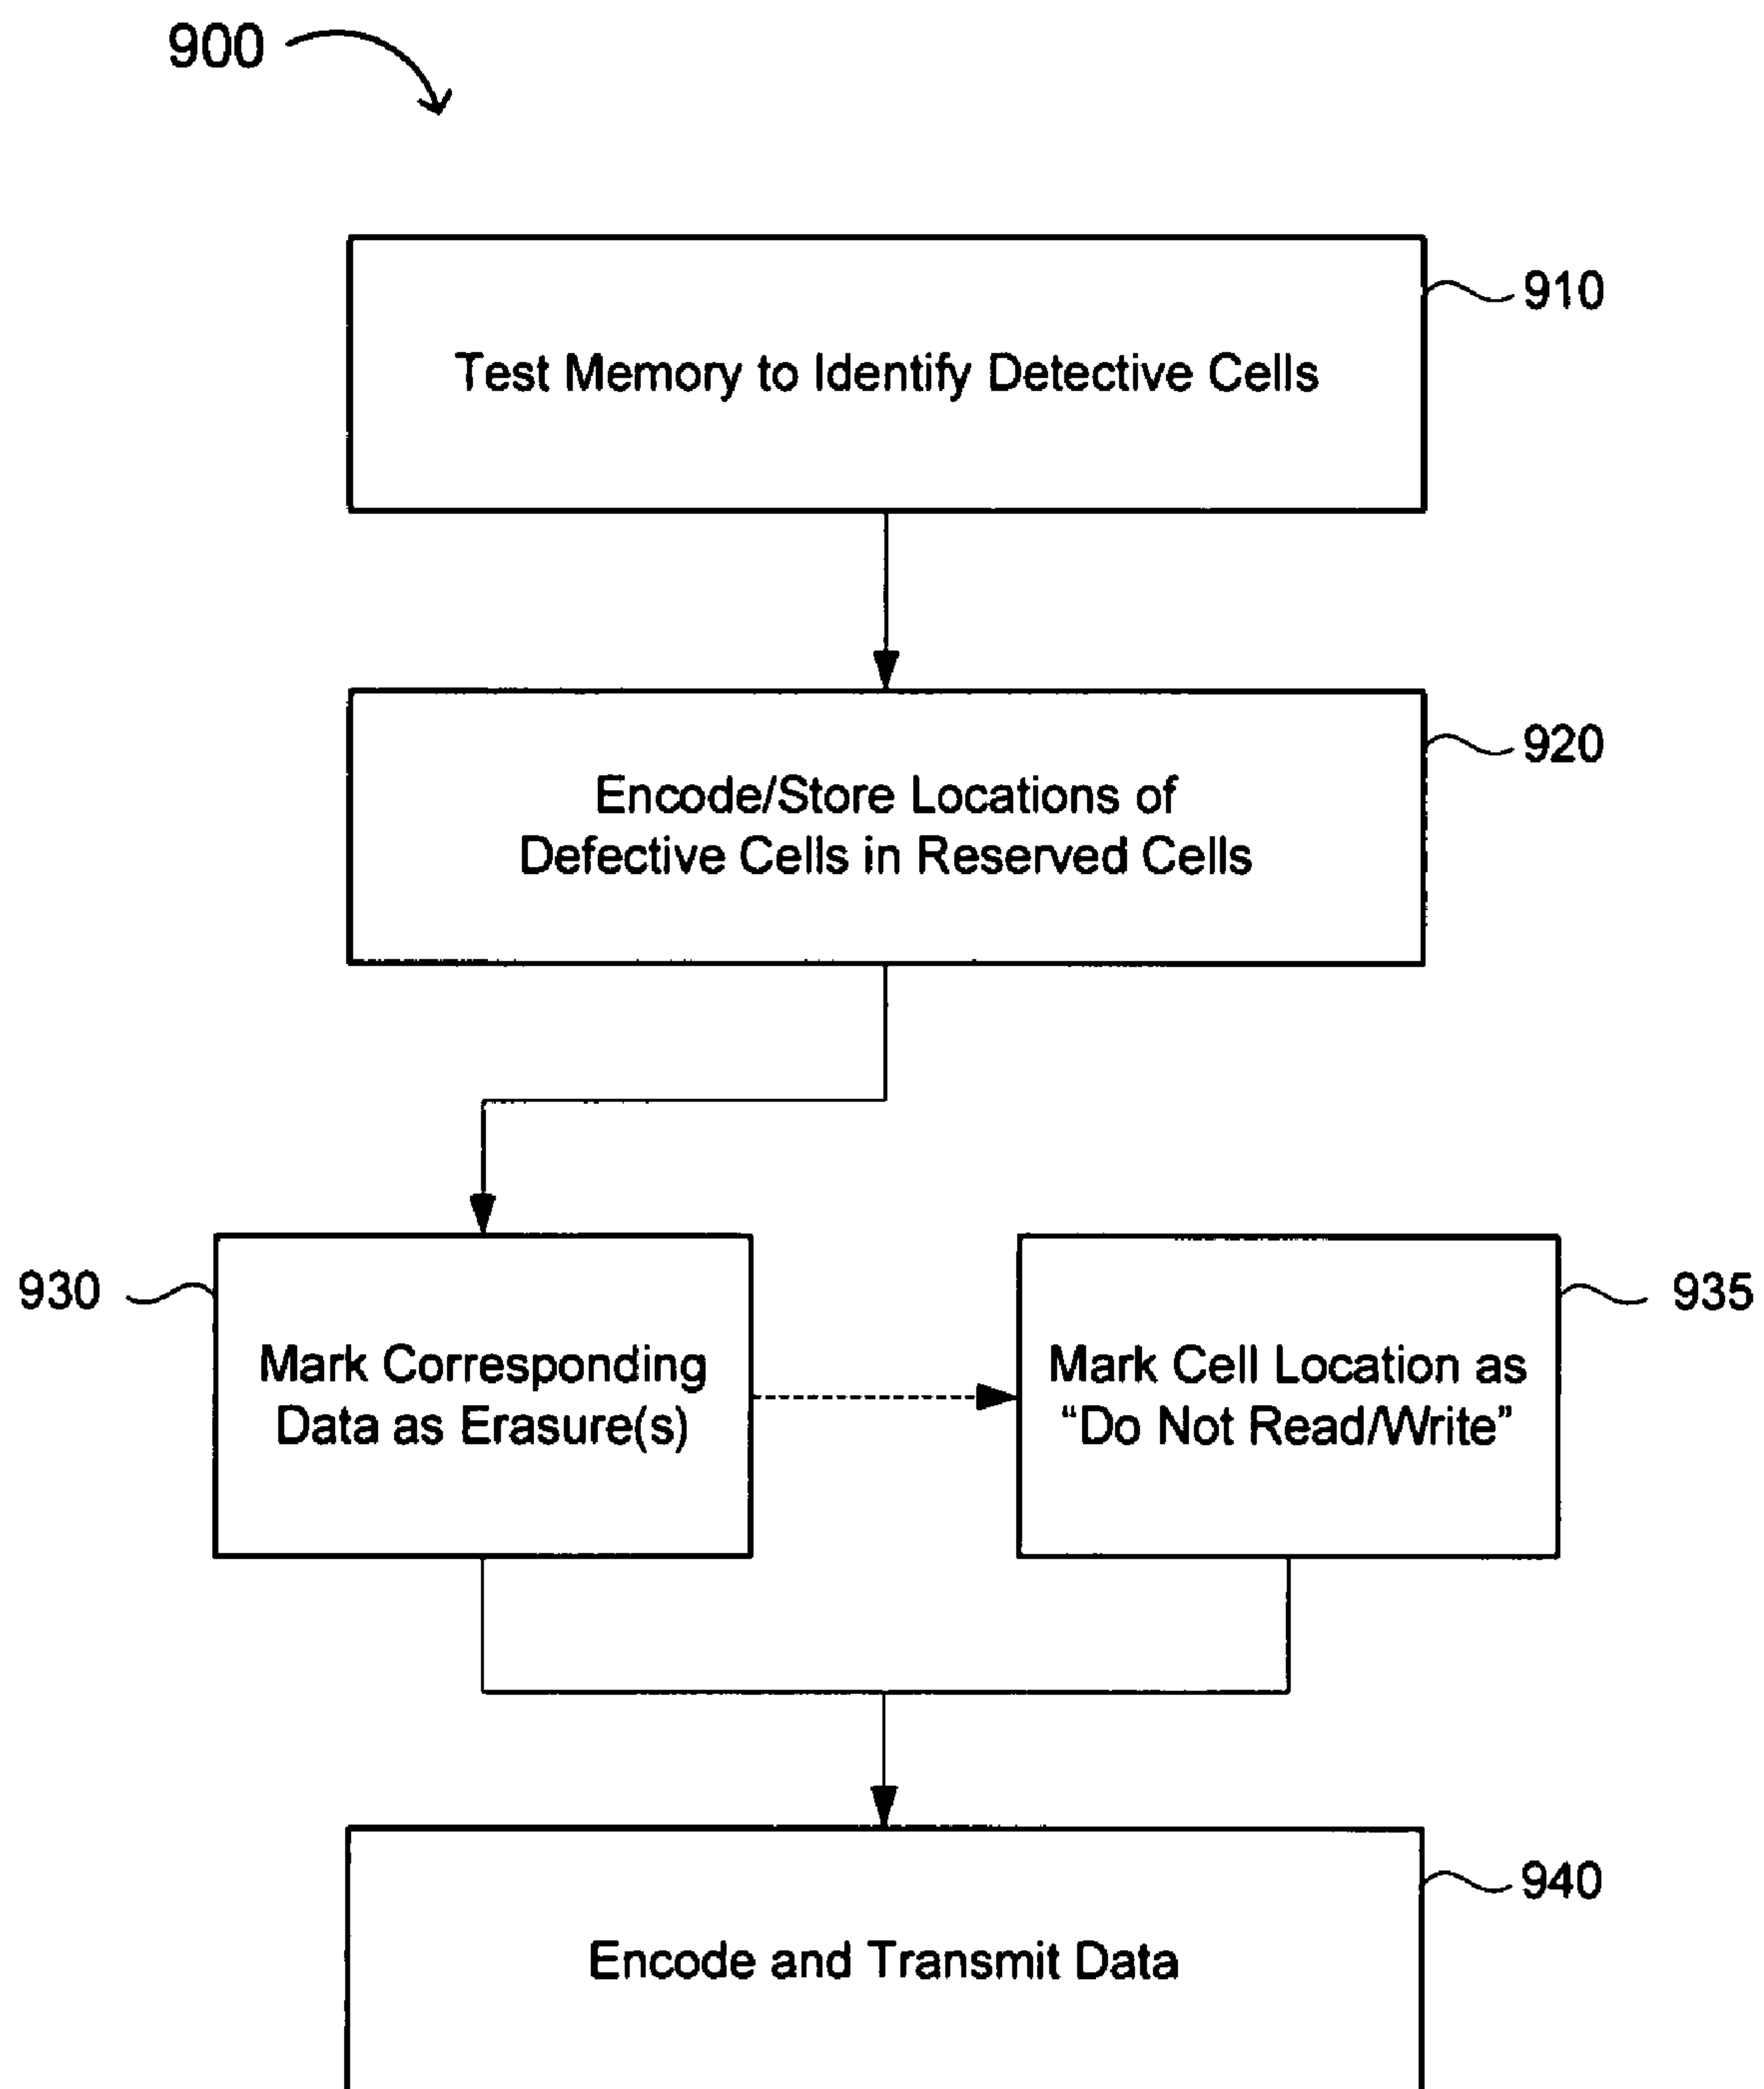 900
910
Test Memory to Identify Detective Cells
920
Encode/Store Locations of
Defective Cells in Reserved Cells
930
935
Mark Corresponding
Data as Erasure(s)
Mark Cell Location as
“Do Not Read/Write”
940
Encode and Transmit Data